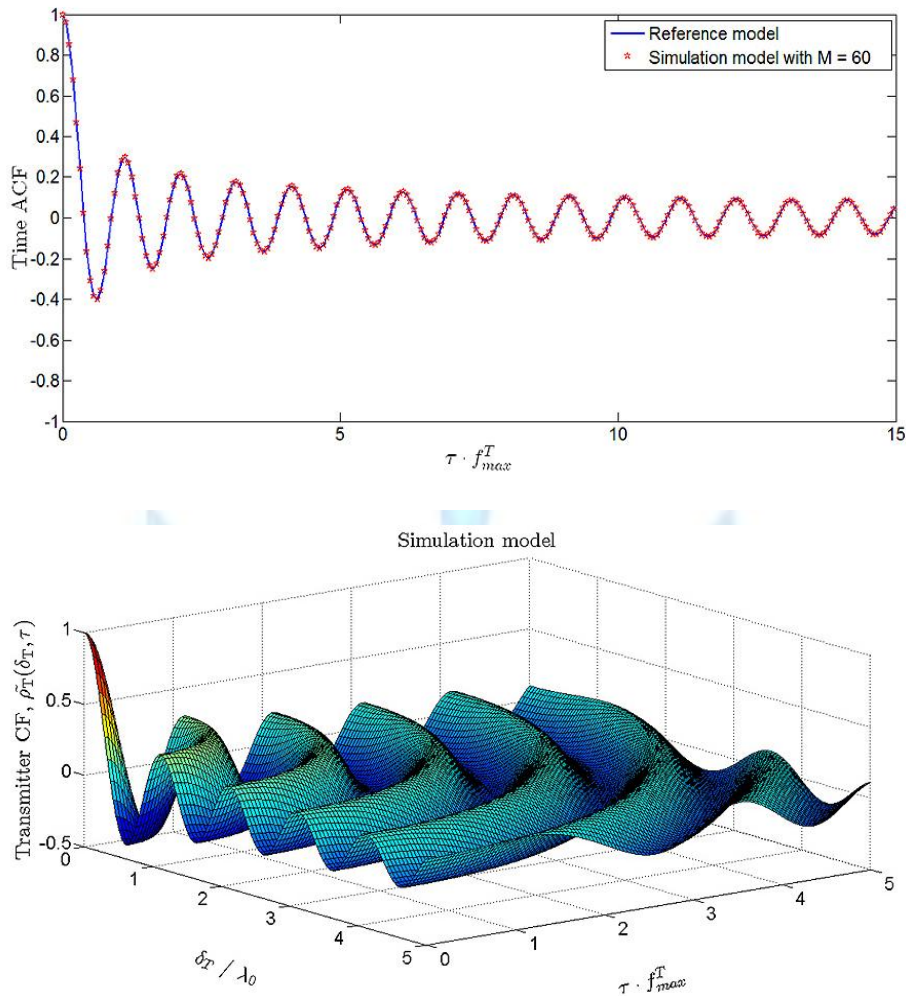 1
0.8
0.6
0.4
0.2
0
-0.2
-0.4
-0.6
-0.8
-1
Time ACF
Reference model
Simulation model with M = 60
0 5 10 15
τ · f_max^T
Simulation model
Transmitter CF, ρ̃_T(δ_T, τ)
1
0.5
0
-0.5
0 1 2 3 4 5
δ_T / λ_0
0 1 2 3 4 5
τ · f_max^T